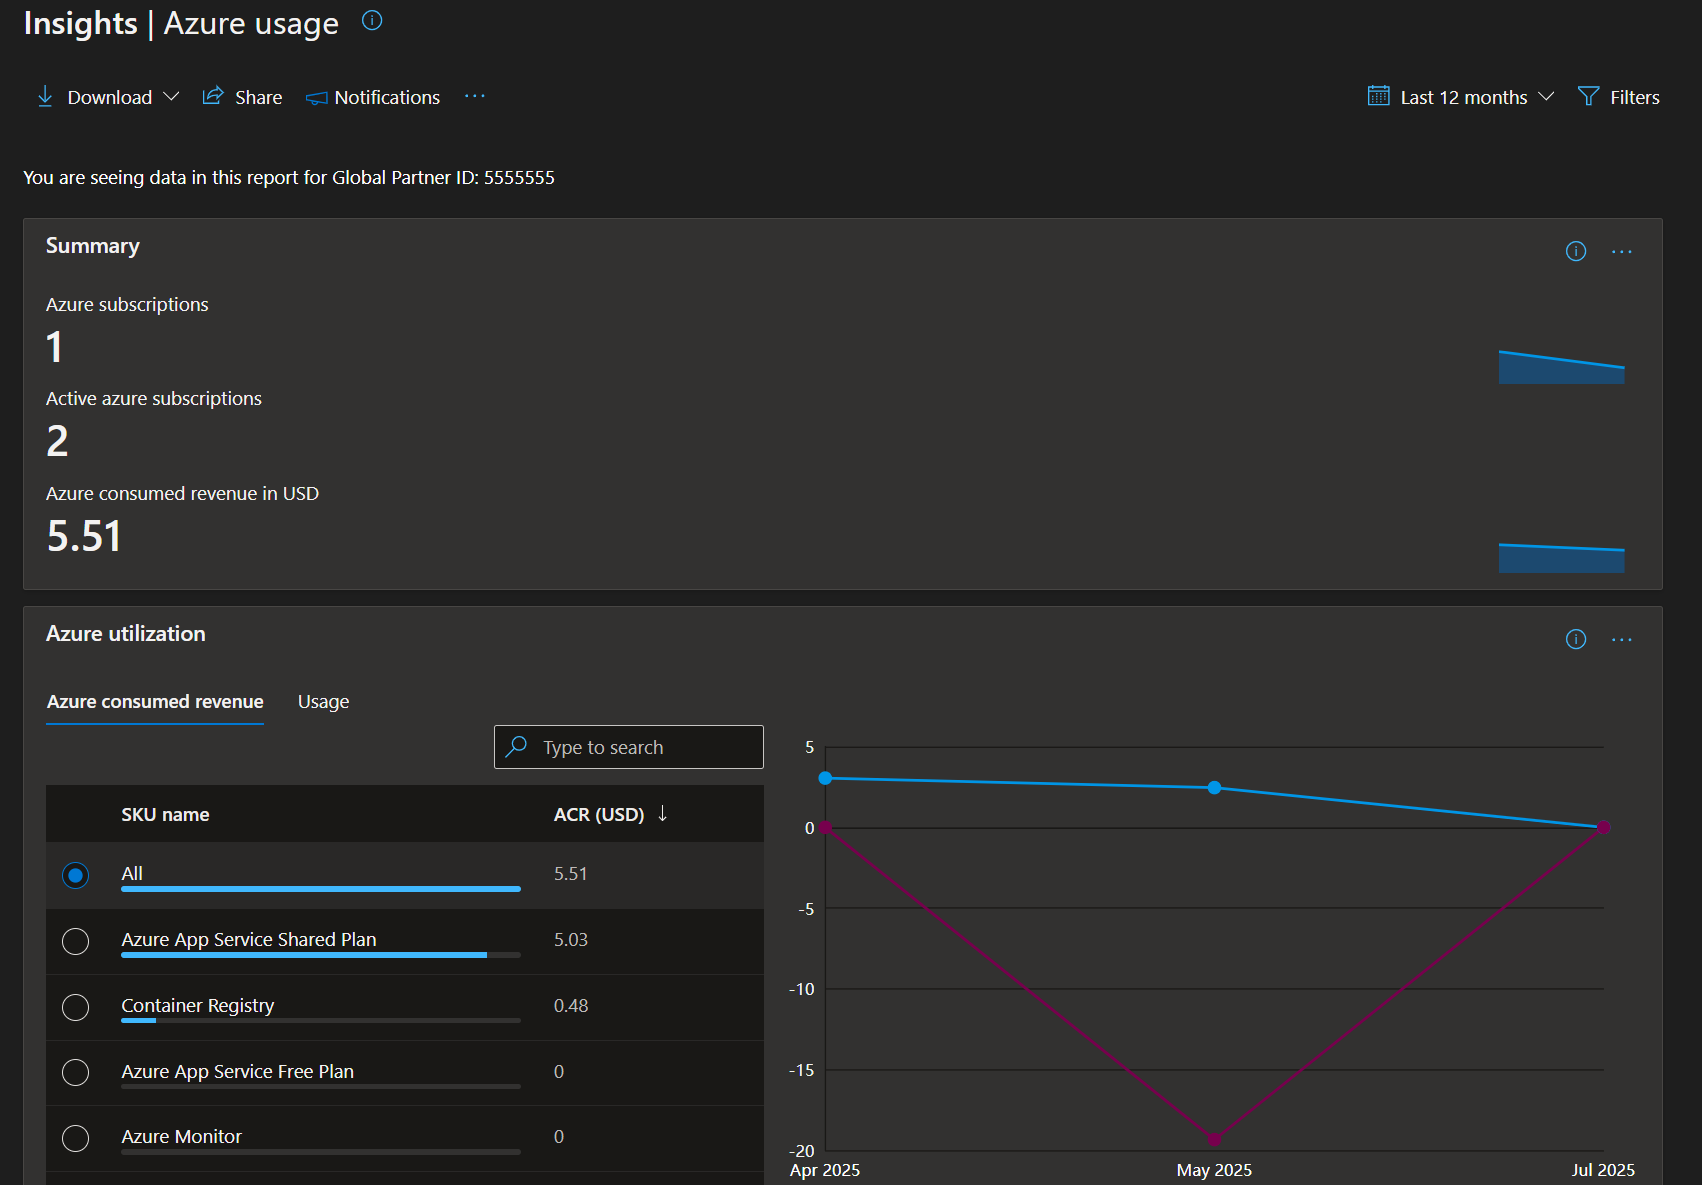 Insights | Azure usage
Download Share Notifications ··· Last 12 months Filters
You are seeing data in this report for Global Partner ID: 5555555
Summary
Azure subscriptions
1
Active azure subscriptions
2
Azure consumed revenue in USD
5.51
Azure utilization
Azure consumed revenue Usage
Type to search
SKU name ACR (USD) ↓
All 5.51
Azure App Service Shared Plan 5.03
Container Registry 0.48
Azure App Service Free Plan 0
Azure Monitor 0
5
0
-5
-10
-15
-20
Apr 2025 May 2025 Jul 2025